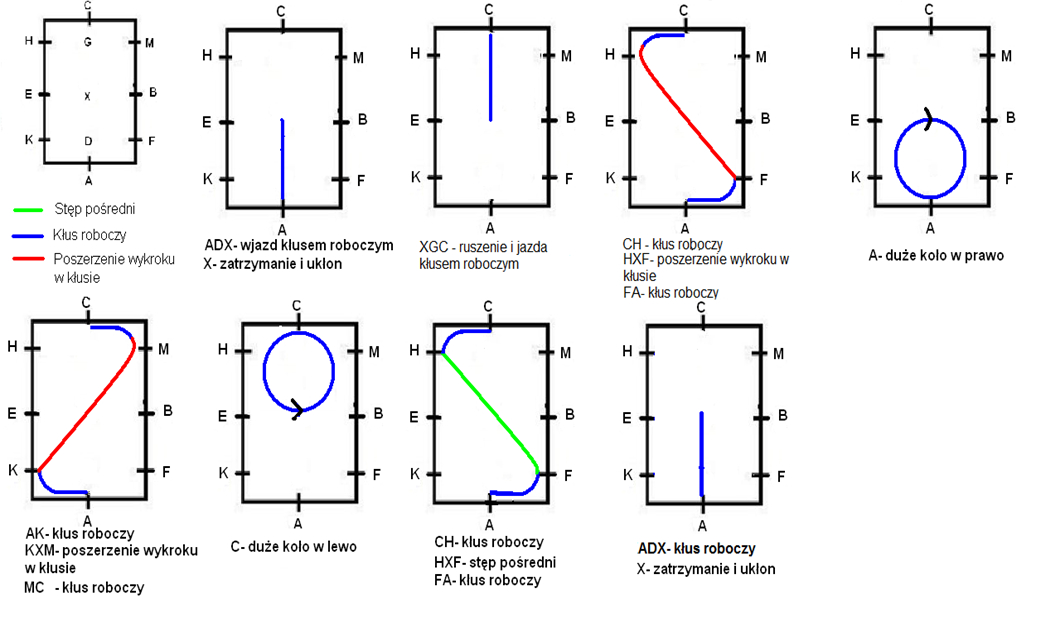 C
H G M
E X B
K D F
A
Stęp pośredni
Kłus roboczy
Poszerzenie wykroku
w kłusie
C
H M
E B
K F
A
ADX- wjazd kłusem roboczym
X- zatrzymanie i ukłon
C
H M
E B
K F
A
XGC - ruszenie i jazda
kłusem roboczym
C
H M
E B
K F
A
CH - kłus roboczy
HXF- poszerzenie wykroku w
kłusie
FA- kłus roboczy
C
H M
E B
K F
A
A- duże koło w prawo
C
H M
E B
K F
A
AK- kłus roboczy
KXM- poszerzenie wykroku
w kłusie
MC - kłus roboczy
C
H M
E B
K F
A
C- duże koło w lewo
C
H M
E B
K F
A
CH- kłus roboczy
HXF- stęp pośredni
FA- kłus roboczy
C
H M
E B
K F
A
ADX- kłus roboczy
X- zatrzymanie i ukłon